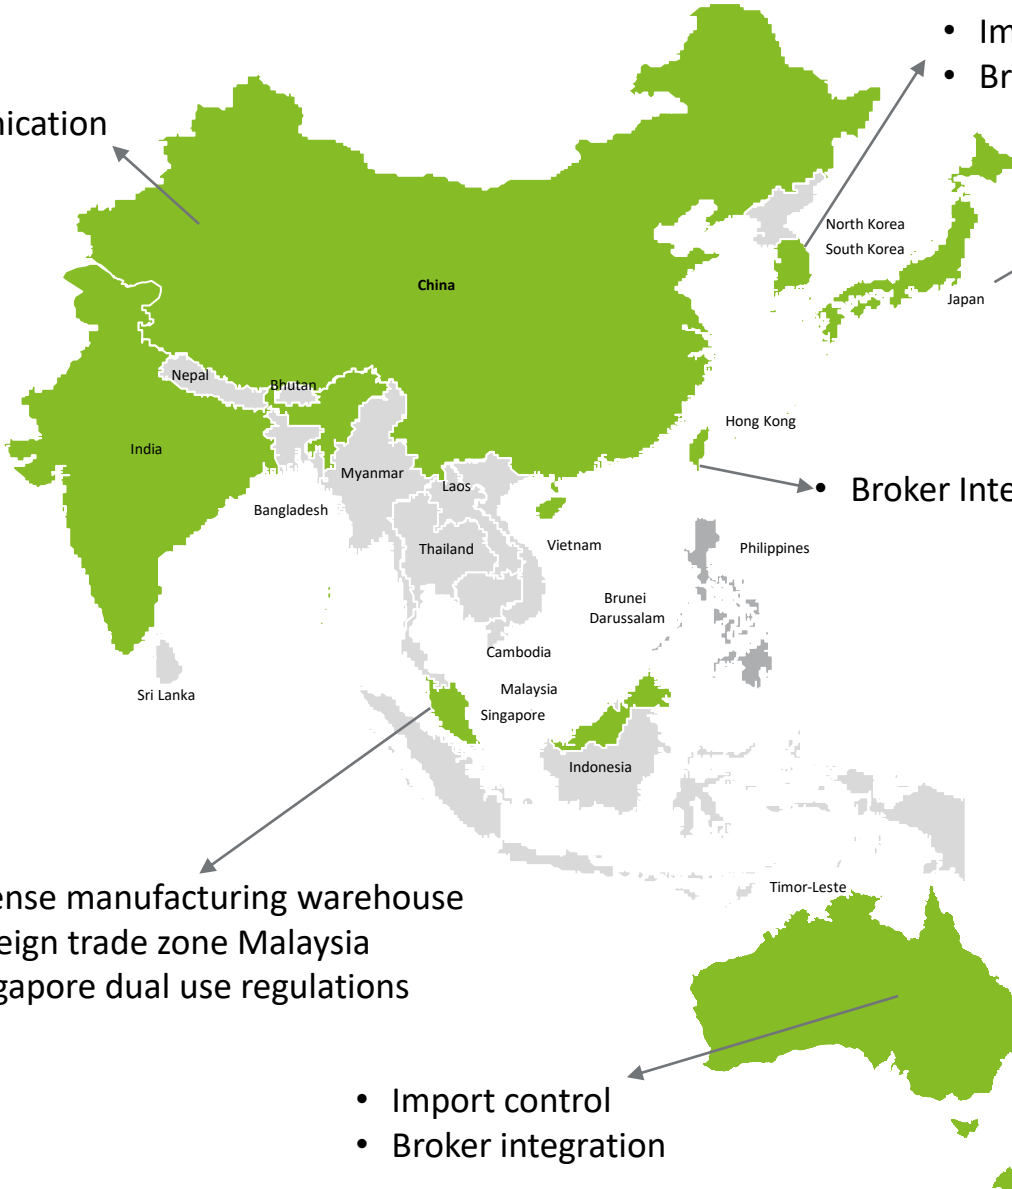 • Im
• Br
nication
North Korea
South Korea
China
Japan
Nepal
Bhutan
Hong Kong
India
Myanmar
Laos
• Broker Inte
Bangladesh
Vietnam
Thailand
Philippines
Brunei
Darussalam
Cambodia
Sri Lanka
Malaysia
Singapore
Indonesia
Timor-Leste
ense manufacturing warehouse
eign trade zone Malaysia
gapore dual use regulations
• Import control
• Broker integration